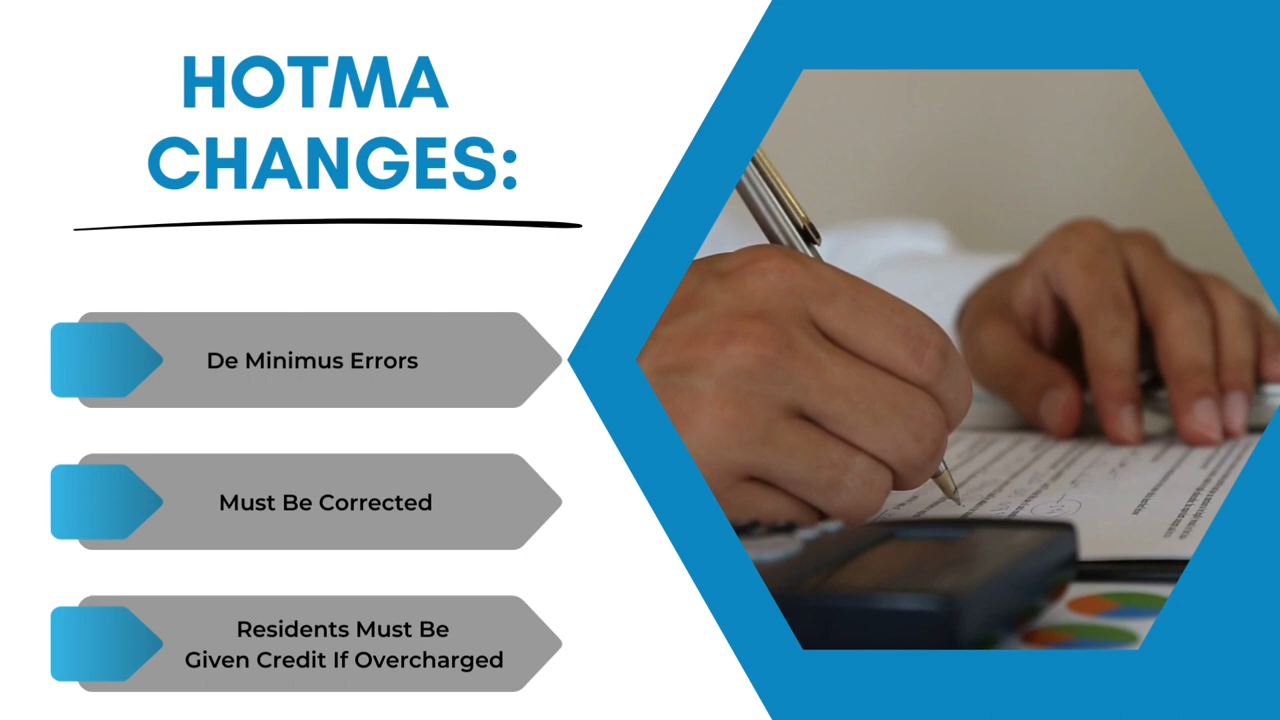 HOTMA
CHANGES:
De Minimus Errors
Must Be Corrected
Residents Must Be
Given Credit If Overcharged